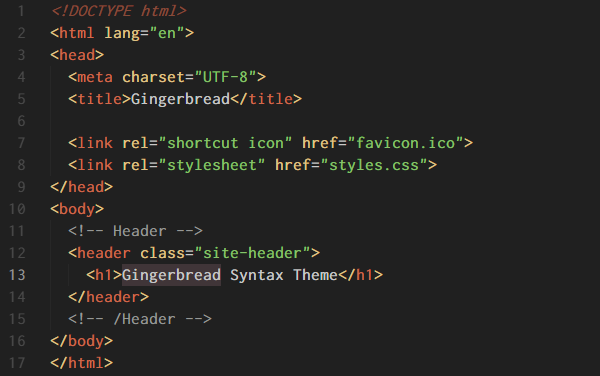 1 <!DOCTYPE html>
2 <html lang="en">
3 <head>
4   <meta charset="UTF-8">
5   <title>Gingerbread</title>
6
7   <link rel="shortcut icon" href="favicon.ico">
8   <link rel="stylesheet" href="styles.css">
9 </head>
10 <body>
11   <!-- Header -->
12   <header class="site-header">
13     <h1>Gingerbread Syntax Theme</h1>
14   </header>
15   <!-- /Header -->
16 </body>
17 </html>